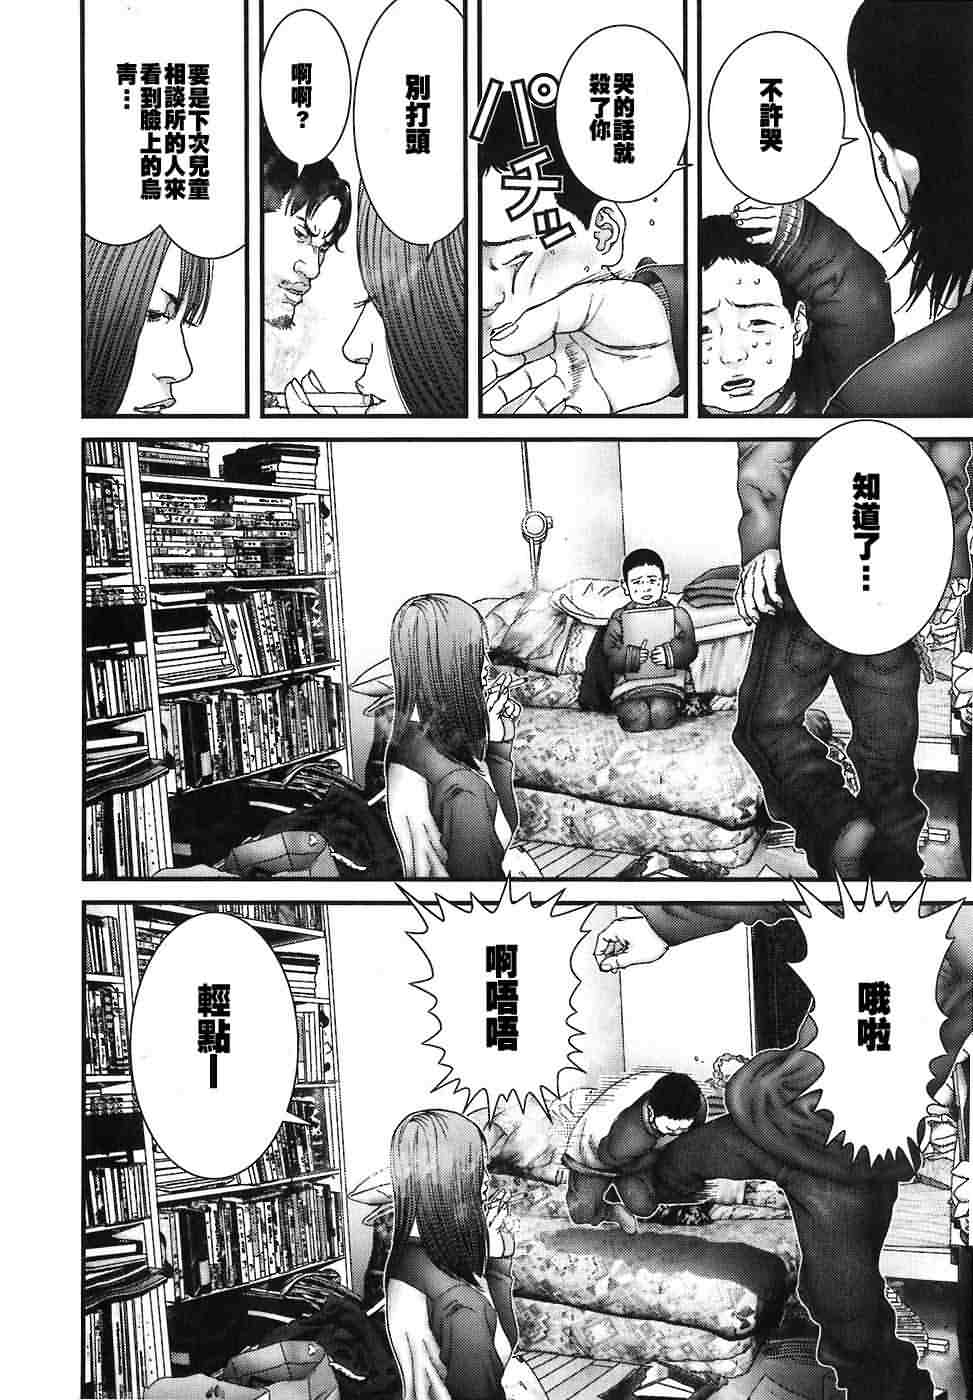 不許哭
哭的話就
殺了你
パチッ
別打頭
啊啊？
要是下次兒童
相談所的人來
看到臉上的烏
青…
知道了…
哦啦
啊唔唔
輕點ー